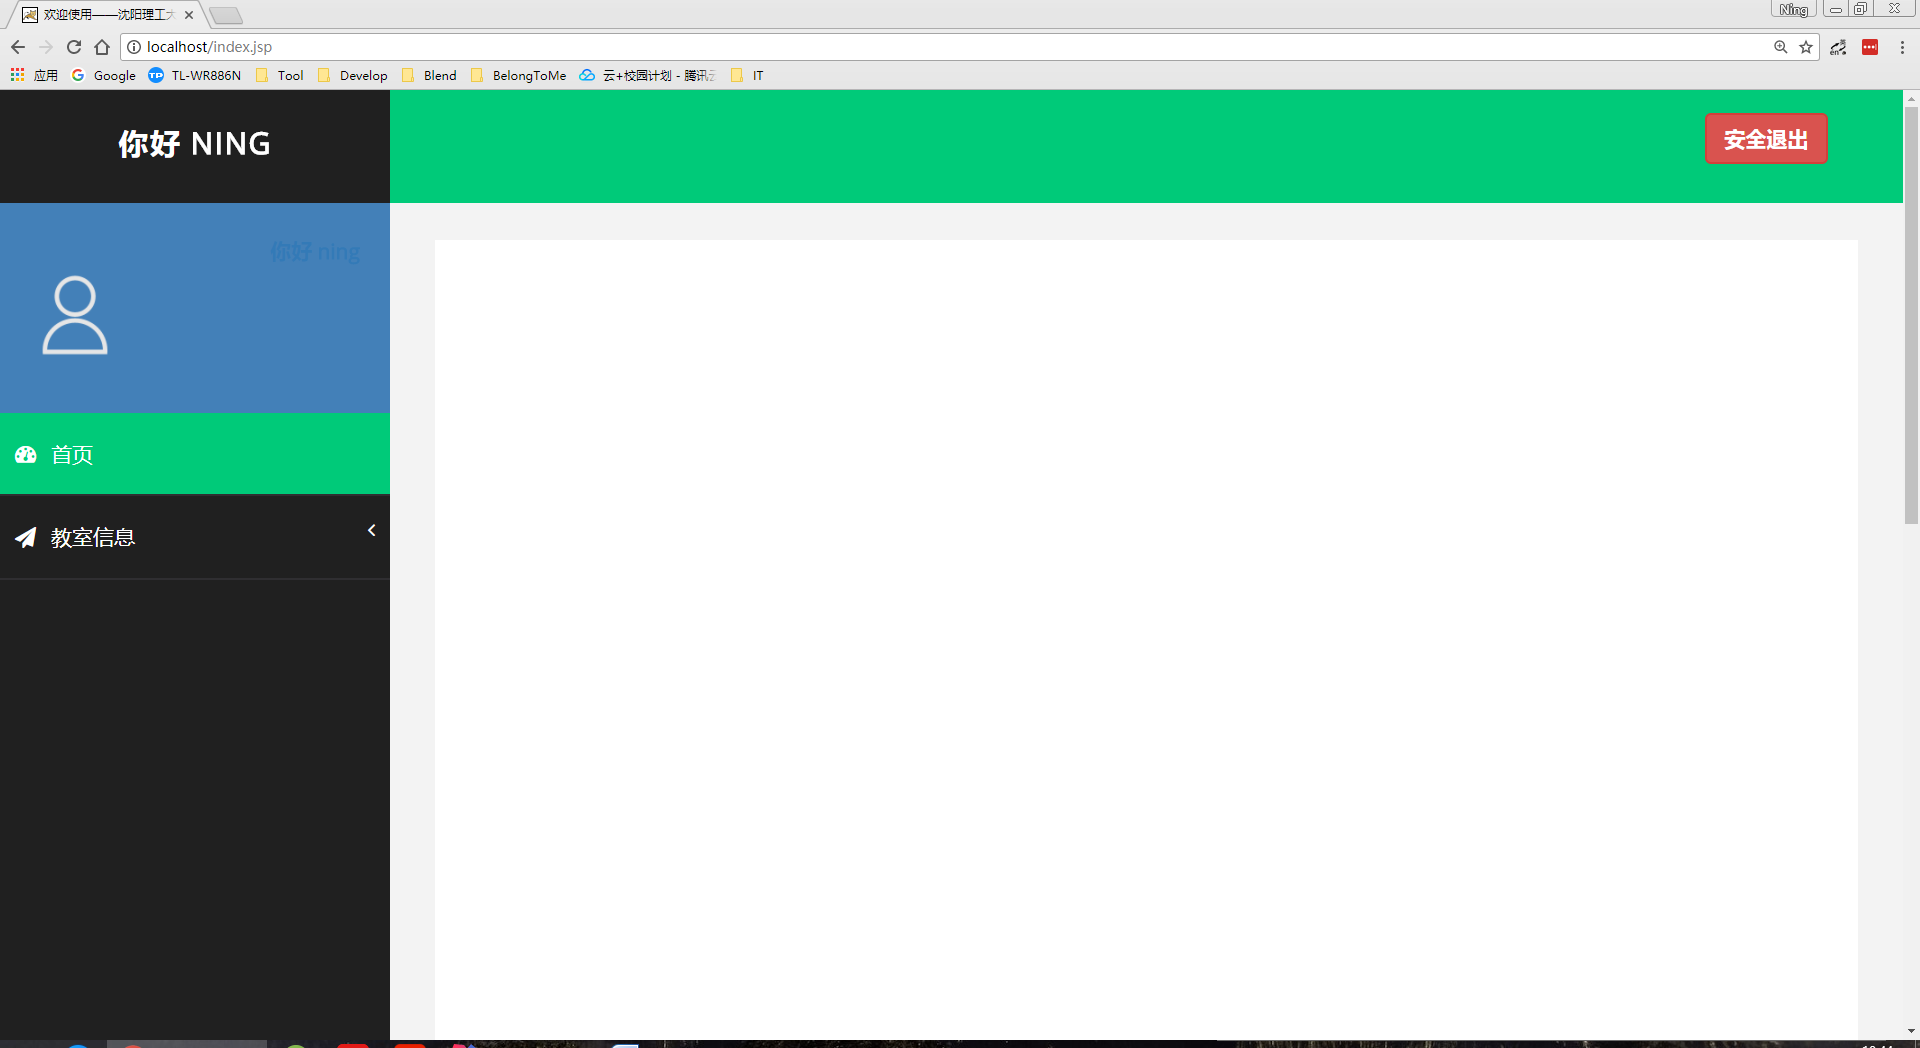 欢迎使用——沈阳理工大
Ning
localhost/index.jsp
应用 Google TL-WR886N Tool Develop Blend BelongToMe 云+校园计划 - 腾讯云 IT
你好 NING
安全退出
你好 ning
首页
教室信息